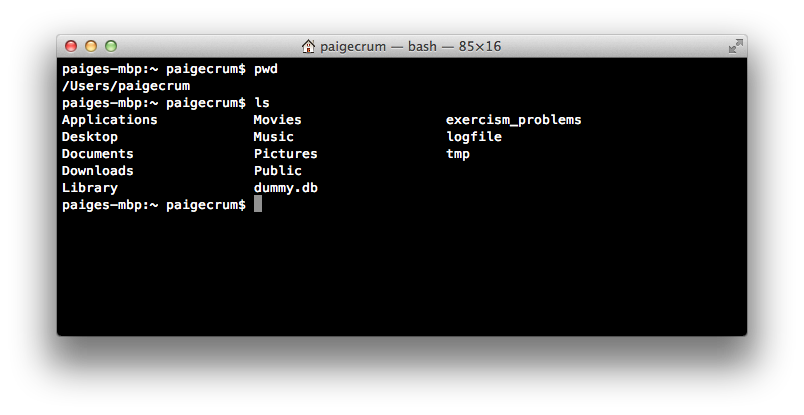 paigecrum — bash — 85×16
paiges-mbp:~ paigecrum$ pwd
/Users/paigecrum
paiges-mbp:~ paigecrum$ ls
Applications Movies exercism_problems
Desktop Music logfile
Documents Pictures tmp
Downloads Public
Library dummy.db
paiges-mbp:~ paigecrum$